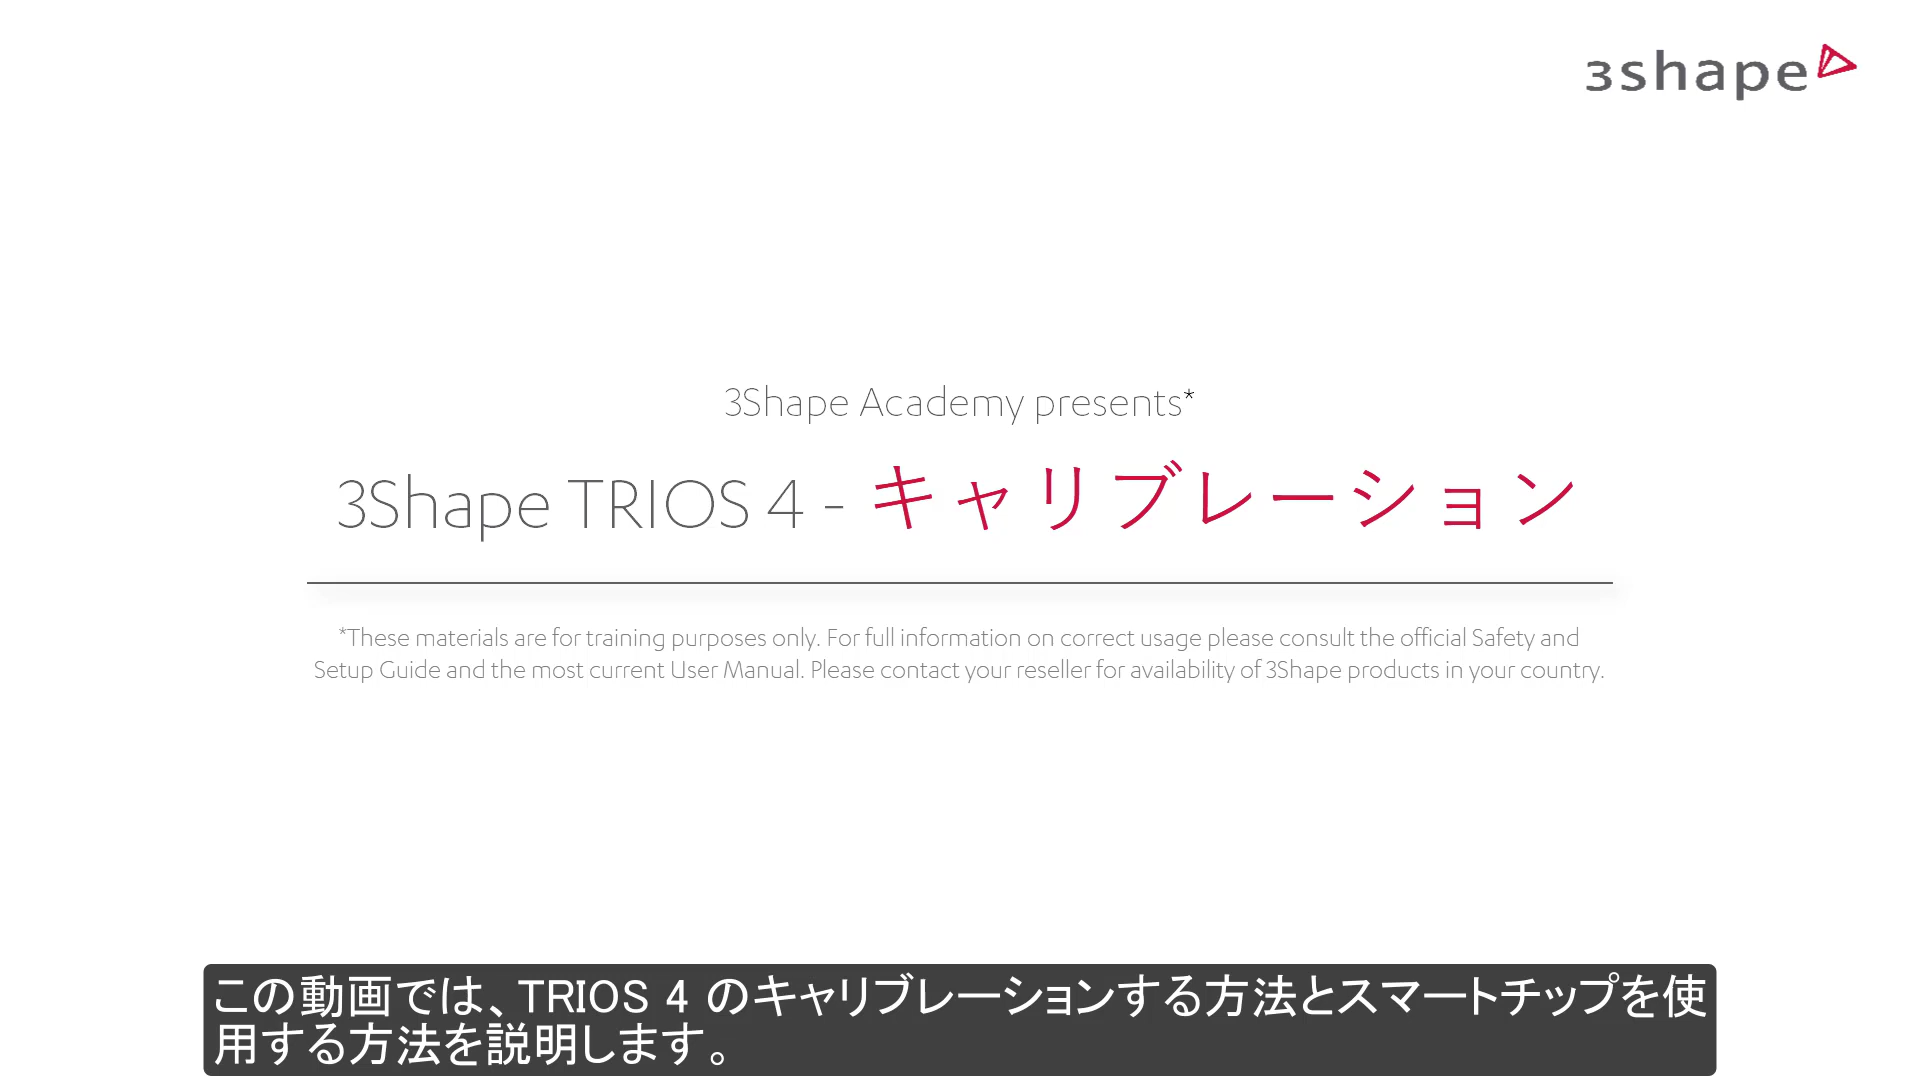 3shape
3Shape Academy presents*
3Shape TRIOS 4 - キャリブレーション
*These materials are for training purposes only. For full information on correct usage please consult the official Safety and
Setup Guide and the most current User Manual. Please contact your reseller for availability of 3Shape products in your country.
この動画では、TRIOS 4 のキャリブレーションする方法とスマートチップを使
用する方法を説明します。